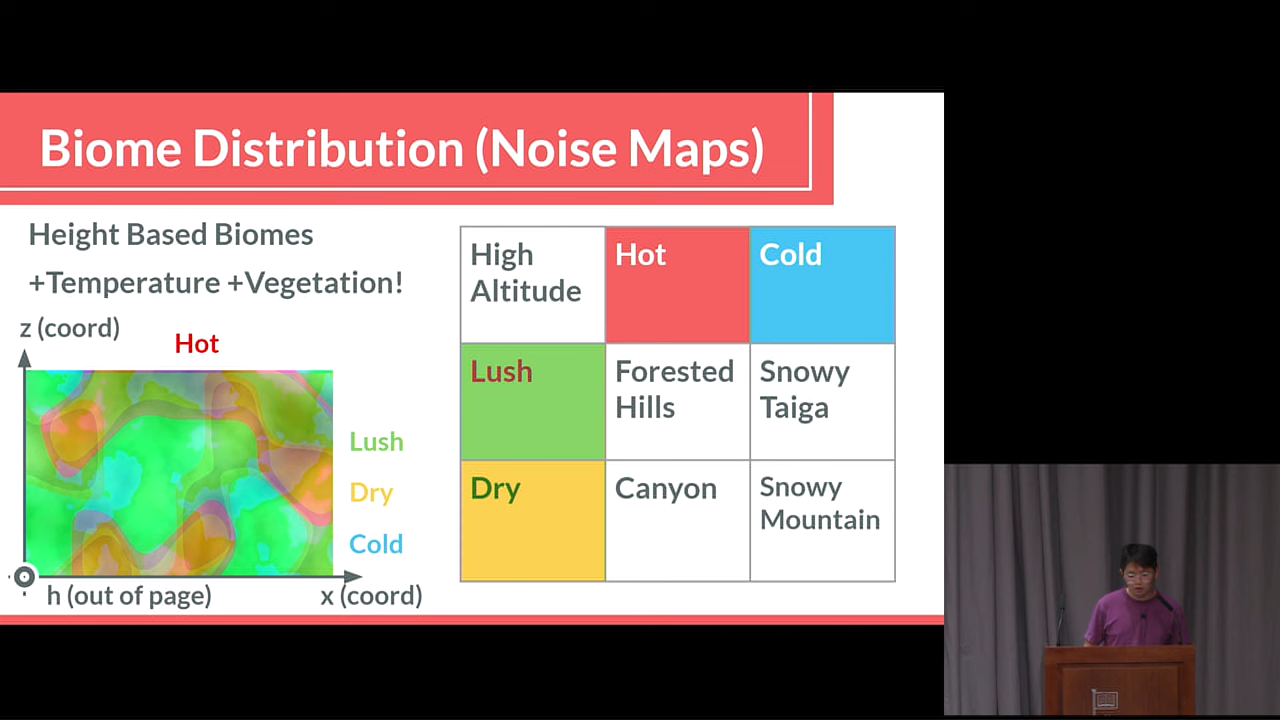 Biome Distribution (Noise Maps)
Height Based Biomes
+Temperature +Vegetation!
z (coord)
Hot
Lush
Dry
Cold
h (out of page)
x (coord)
High
Altitude
Hot
Cold
Lush
Forested
Hills
Snowy
Taiga
Dry
Canyon
Snowy
Mountain